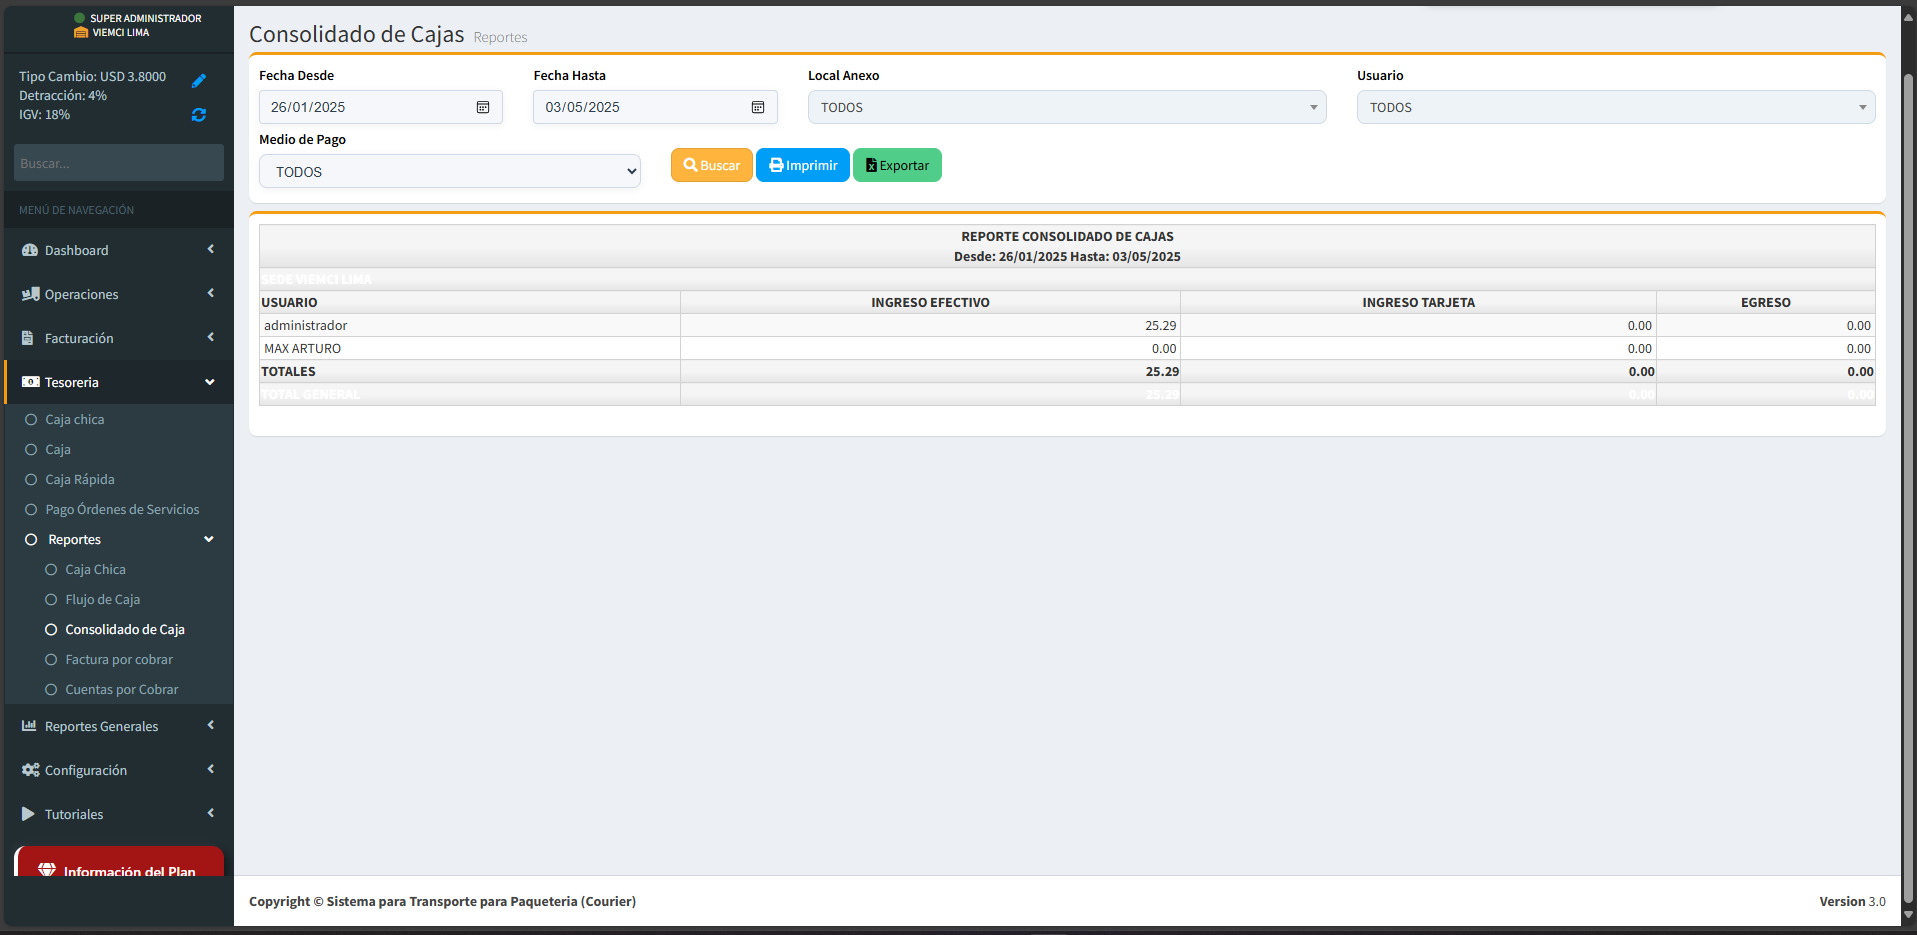 SUPER ADMINISTRADOR
VIEMCI LIMA
Tipo Cambio: USD 3.8000
Detracción: 4%
IGV: 18%
Buscar...
MENÚ DE NAVEGACIÓN
Dashboard
Operaciones
Facturación
Tesoreria
Caja chica
Caja
Caja Rápida
Pago Órdenes de Servicios
Reportes
Caja Chica
Flujo de Caja
Consolidado de Caja
Factura por cobrar
Cuentas por Cobrar
Reportes Generales
Configuración
Tutoriales
Información del Plan
Consolidado de Cajas Reportes
Fecha Desde Fecha Hasta Local Anexo Usuario
26/01/2025 03/05/2025 TODOS TODOS
Medio de Pago
TODOS Buscar Imprimir Exportar
REPORTE CONSOLIDADO DE CAJAS
Desde: 26/01/2025 Hasta: 03/05/2025
SEDE VIEMCI LIMA
USUARIO INGRESO EFECTIVO INGRESO TARJETA EGRESO
administrador 25.29 0.00 0.00
MAX ARTURO 0.00 0.00 0.00
TOTALES 25.29 0.00 0.00
TOTAL GENERAL 25.29 0.00 0.00
Copyright © Sistema para Transporte para Paqueteria (Courier) Version 3.0